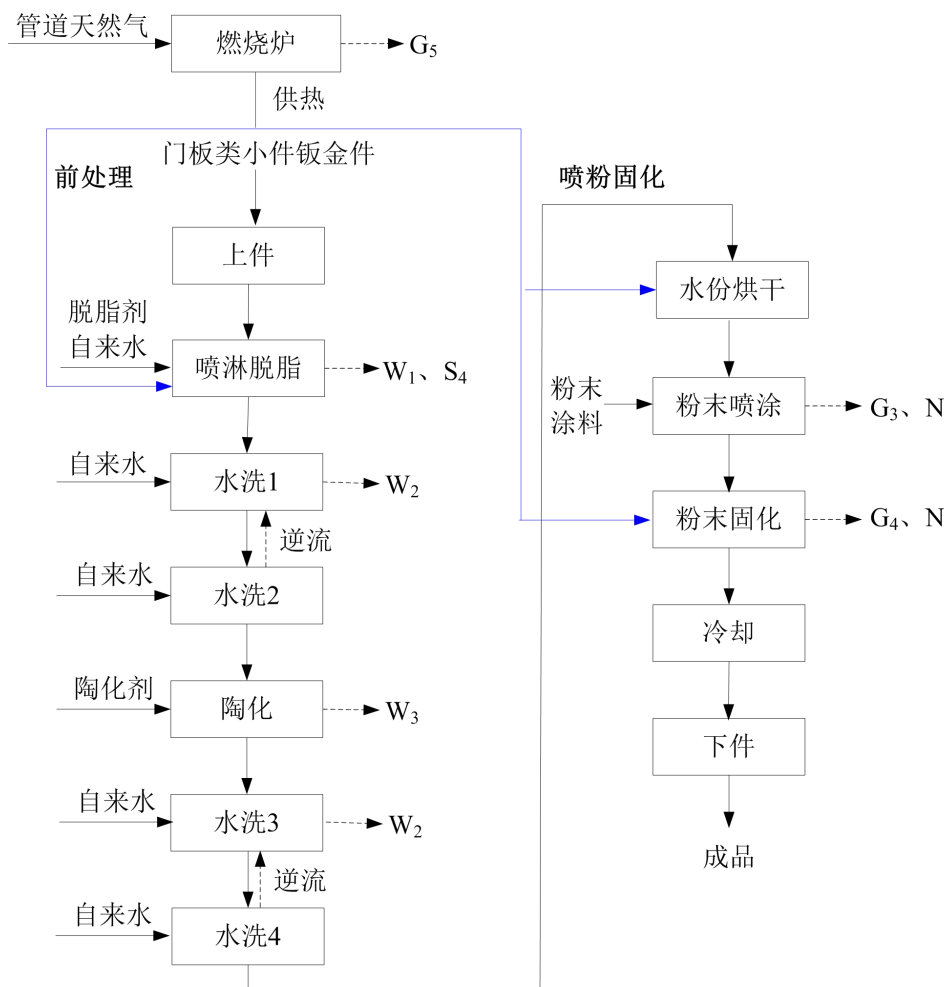 管道天然气
燃烧炉
G₅
供热
门板类小件钣金件
前处理
上件
脱脂剂
自来水
喷淋脱脂
W₁、S₄
自来水
水洗1
W₂
逆流
自来水
水洗2
陶化剂
陶化
W₃
自来水
水洗3
W₂
逆流
自来水
水洗4
喷粉固化
水份烘干
粉末
涂料
粉末喷涂
G₃、N
粉末固化
G₄、N
冷却
下件
成品